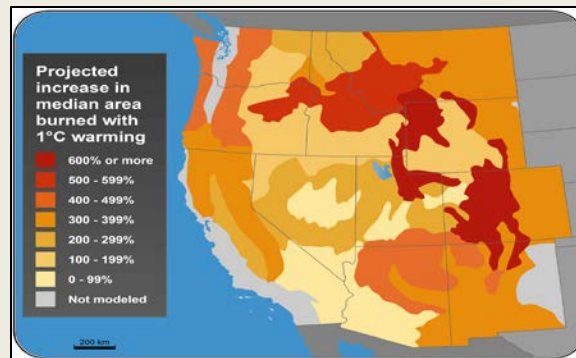 Projected
increase in
median area
burned with
1°C warming
600% or more
500 - 599%
400 - 499%
300 - 399%
200 - 299%
100 - 199%
0 - 99%
Not modeled
200 km